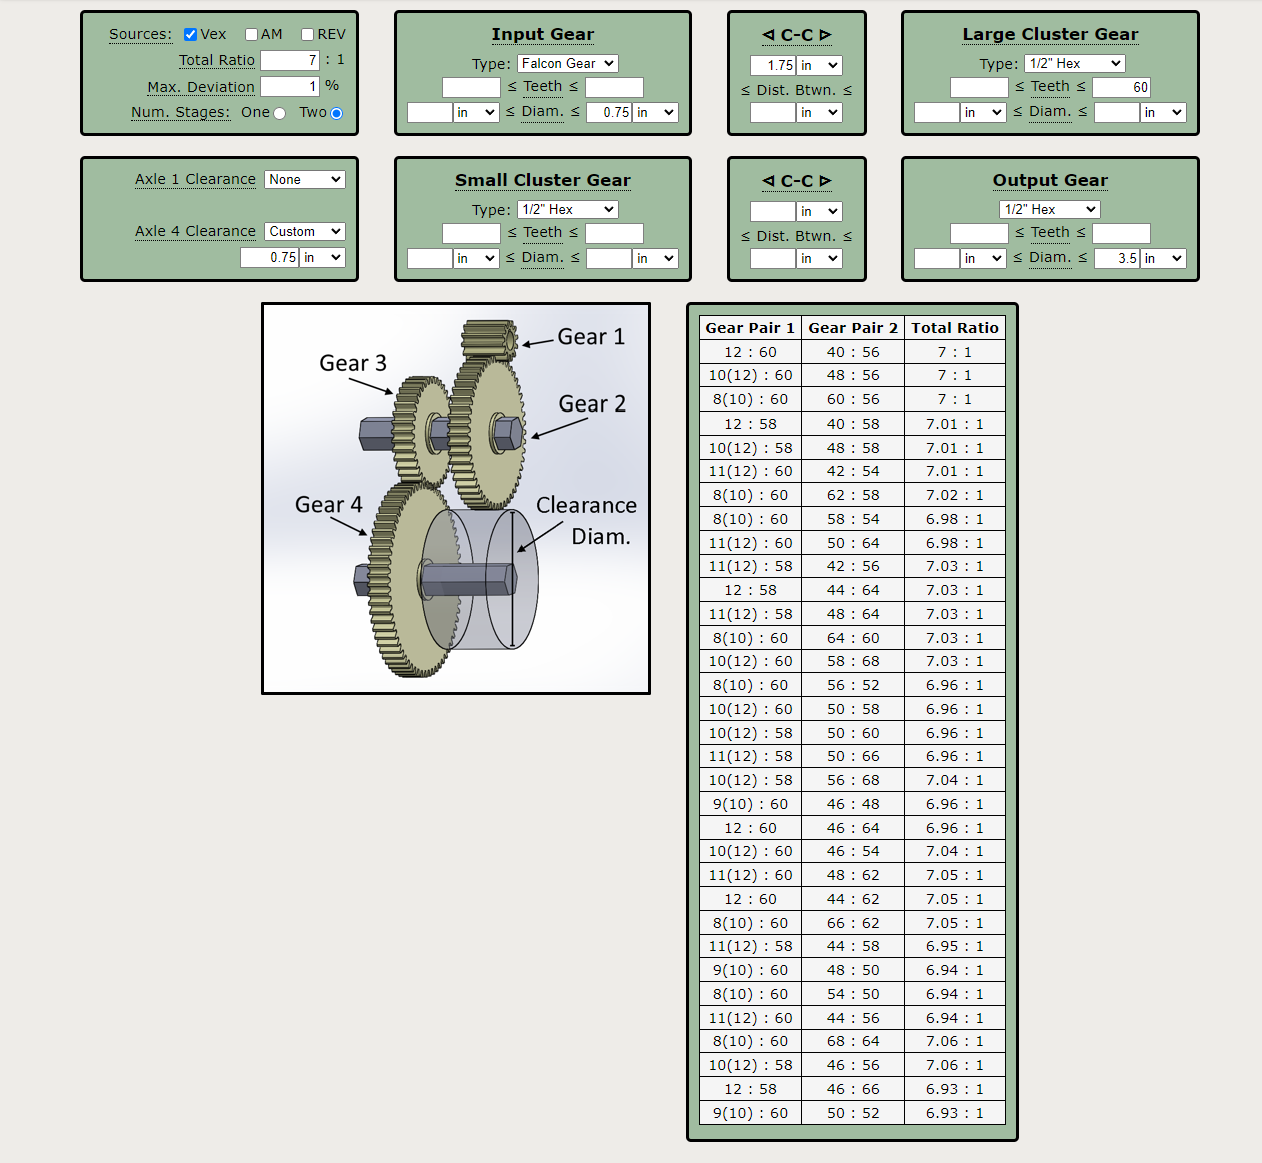 Sources: Vex AM REV
Total Ratio 7 : 1
Max. Deviation 1 %
Num. Stages: One Two
Input Gear
Type: Falcon Gear
≤ Teeth ≤
in ≤ Diam. ≤ 0.75 in
⊲ C-C ⊳
1.75 in
≤ Dist. Btwn. ≤
in
Large Cluster Gear
Type: 1/2" Hex
≤ Teeth ≤ 60
in ≤ Diam. ≤ in
Axle 1 Clearance None
Axle 4 Clearance Custom
0.75 in
Small Cluster Gear
Type: 1/2" Hex
≤ Teeth ≤
in ≤ Diam. ≤ in
⊲ C-C ⊳
in
≤ Dist. Btwn. ≤
in
Output Gear
1/2" Hex
≤ Teeth ≤
in ≤ Diam. ≤ 3.5 in
Gear 1
Gear 3
Gear 2
Gear 4
Clearance
Diam.
Gear Pair 1 Gear Pair 2 Total Ratio
12 : 60 40 : 56 7 : 1
10(12) : 60 48 : 56 7 : 1
8(10) : 60 60 : 56 7 : 1
12 : 58 40 : 58 7.01 : 1
10(12) : 58 48 : 58 7.01 : 1
11(12) : 60 42 : 54 7.01 : 1
8(10) : 60 62 : 58 7.02 : 1
8(10) : 60 58 : 54 6.98 : 1
11(12) : 60 50 : 64 6.98 : 1
11(12) : 58 42 : 56 7.03 : 1
12 : 58 44 : 64 7.03 : 1
11(12) : 58 48 : 64 7.03 : 1
8(10) : 60 64 : 60 7.03 : 1
10(12) : 60 58 : 68 7.03 : 1
8(10) : 60 56 : 52 6.96 : 1
10(12) : 60 50 : 58 6.96 : 1
10(12) : 58 50 : 60 6.96 : 1
11(12) : 58 50 : 66 6.96 : 1
10(12) : 58 56 : 68 7.04 : 1
9(10) : 60 46 : 48 6.96 : 1
12 : 60 46 : 64 6.96 : 1
10(12) : 60 46 : 54 7.04 : 1
11(12) : 60 48 : 62 7.05 : 1
12 : 60 44 : 62 7.05 : 1
8(10) : 60 66 : 62 7.05 : 1
11(12) : 58 44 : 58 6.95 : 1
9(10) : 60 48 : 50 6.94 : 1
8(10) : 60 54 : 50 6.94 : 1
11(12) : 60 44 : 56 6.94 : 1
8(10) : 60 68 : 64 7.06 : 1
10(12) : 58 46 : 56 7.06 : 1
12 : 58 46 : 66 6.93 : 1
9(10) : 60 50 : 52 6.93 : 1